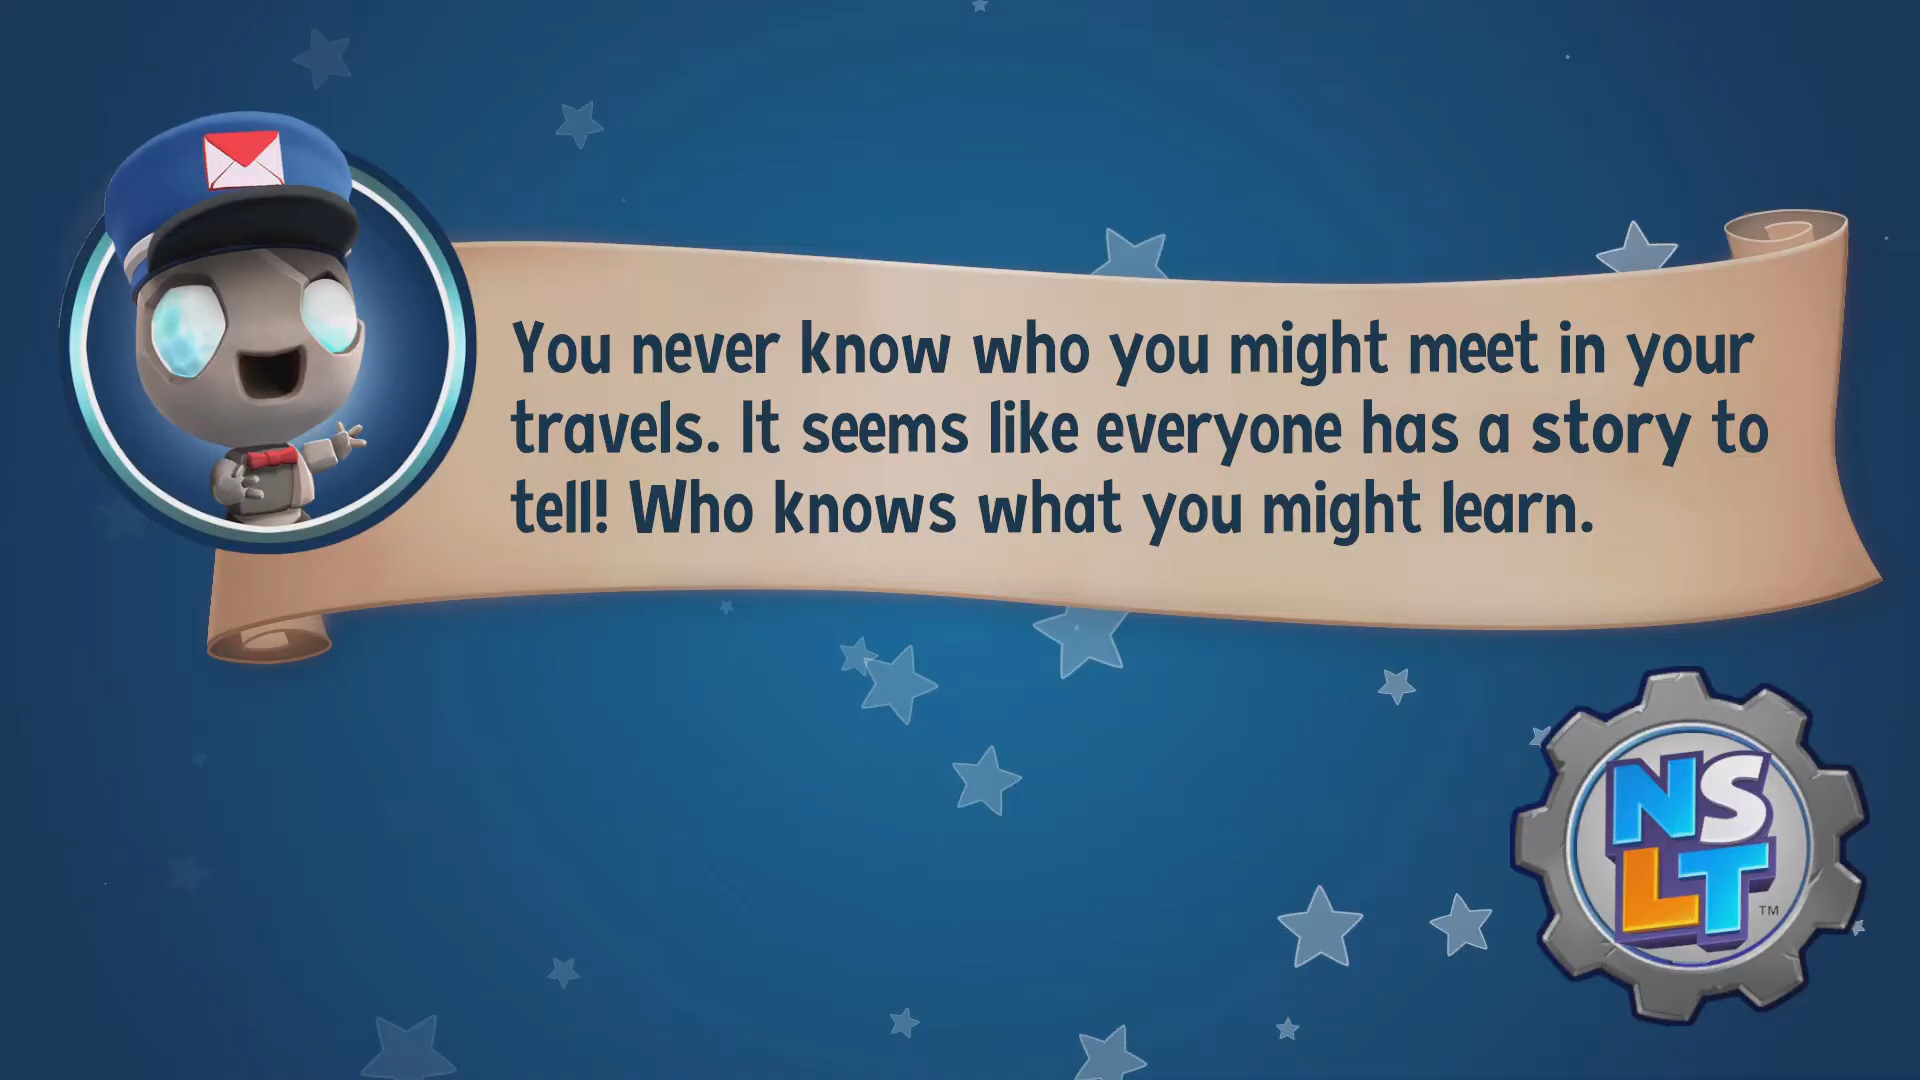 You never know who you might meet in your
travels. It seems like everyone has a story to
tell! Who knows what you might learn.
NS
LT
TM